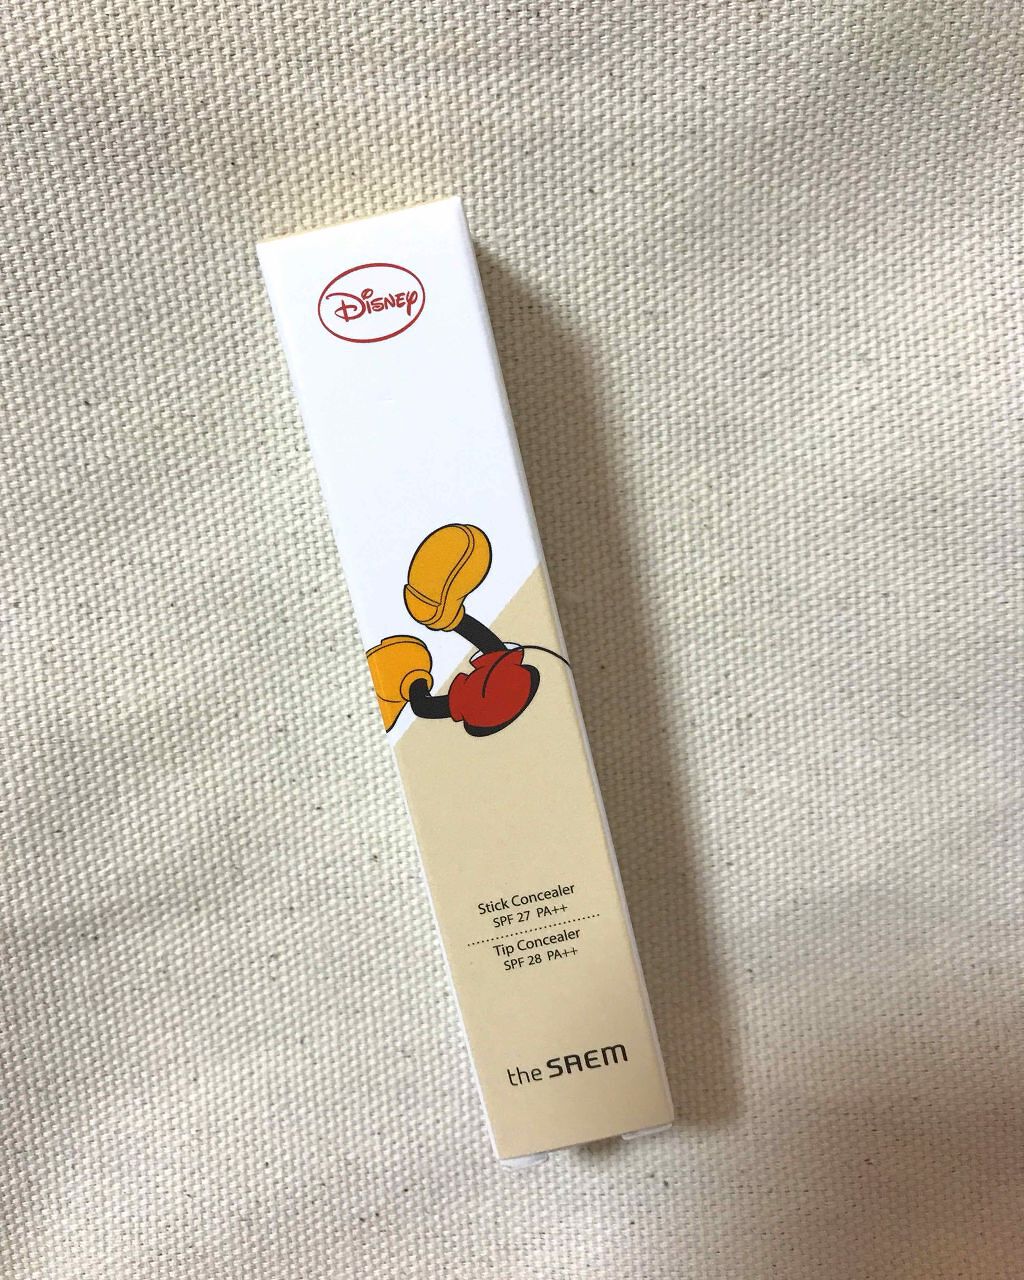 Disney
Stick Concealer
SPF 27 PA++
Tip Concealer
SPF 28 PA++
the SAEM